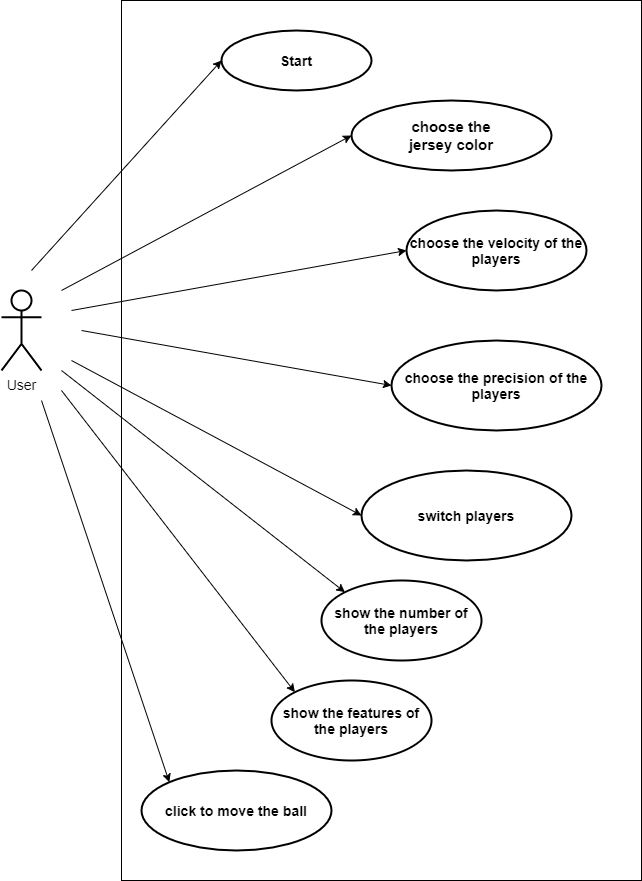 Start
choose the
jersey color
choose the velocity of the
players
User
choose the precision of the
players
switch players
show the number of
the players
show the features of
the players
click to move the ball